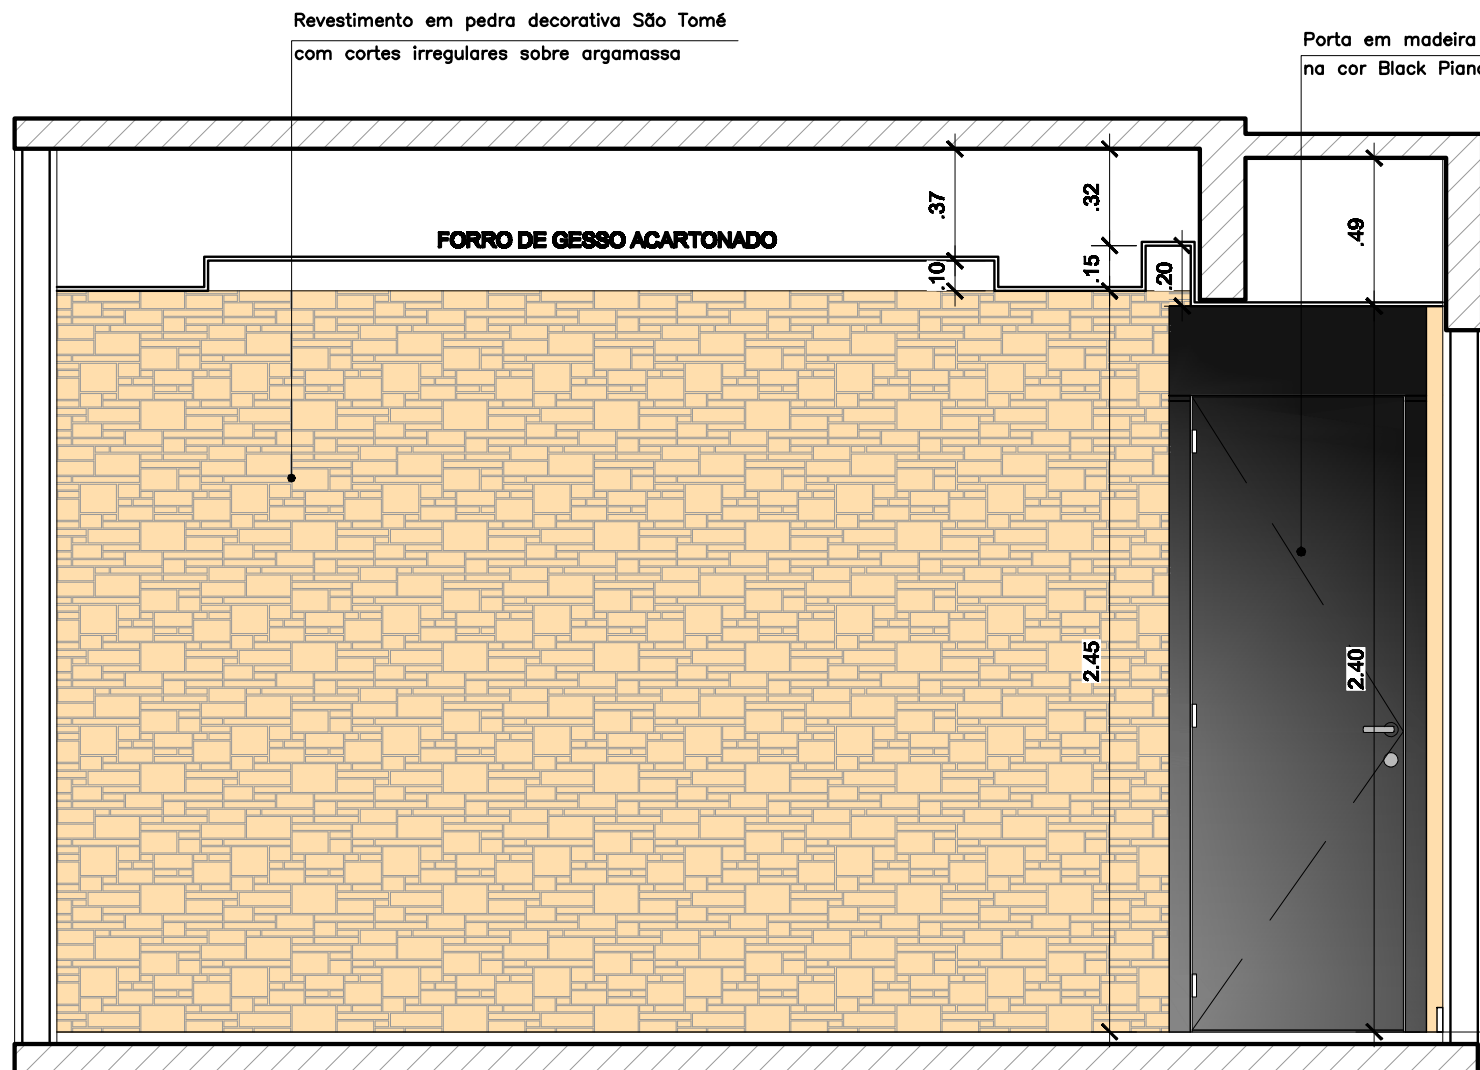 Revestimento em pedra decorativa São Tomé
com cortes irregulares sobre argamassa
Porta em madeira
na cor Black Piano
FORRO DE GESSO ACARTONADO
.37
.32
.49
.10
.15
.20
2.45
2.40